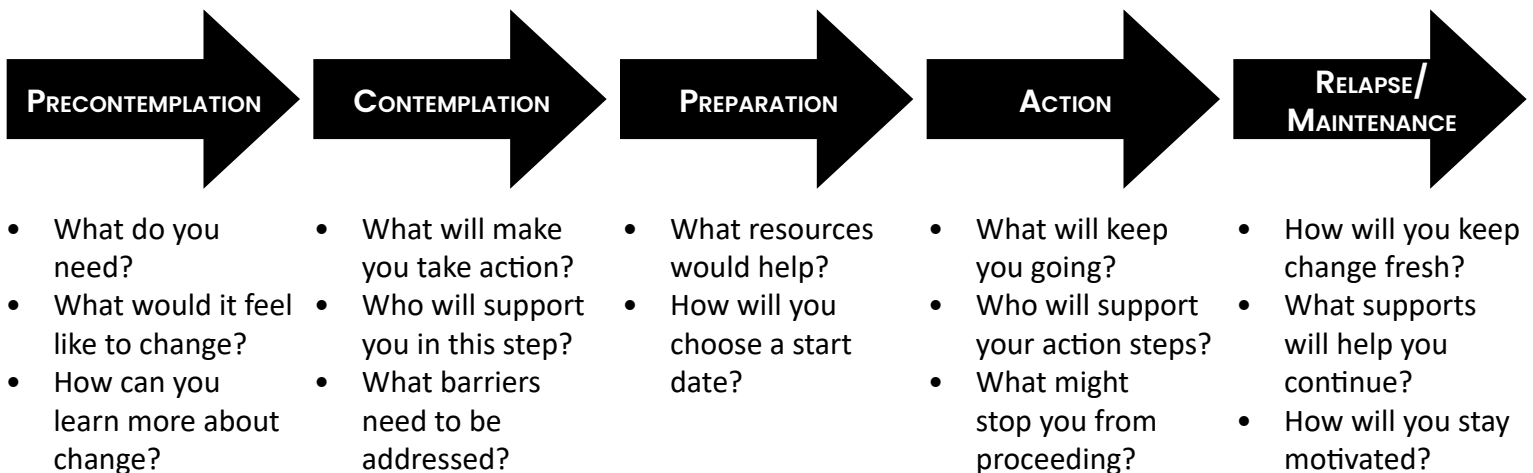 Precontemplation
• What do you
need?
• What would it feel
like to change?
• How can you
learn more about
change?
Contemplation
• What will make
you take action?
• Who will support
you in this step?
• What barriers
need to be
addressed?
Preparation
• What resources
would help?
• How will you
choose a start
date?
Action
• What will keep
you going?
• Who will support
your action steps?
• What might
stop you from
proceeding?
Relapse/
Maintenance
• How will you keep
change fresh?
• What supports
will help you
continue?
• How will you stay
motivated?